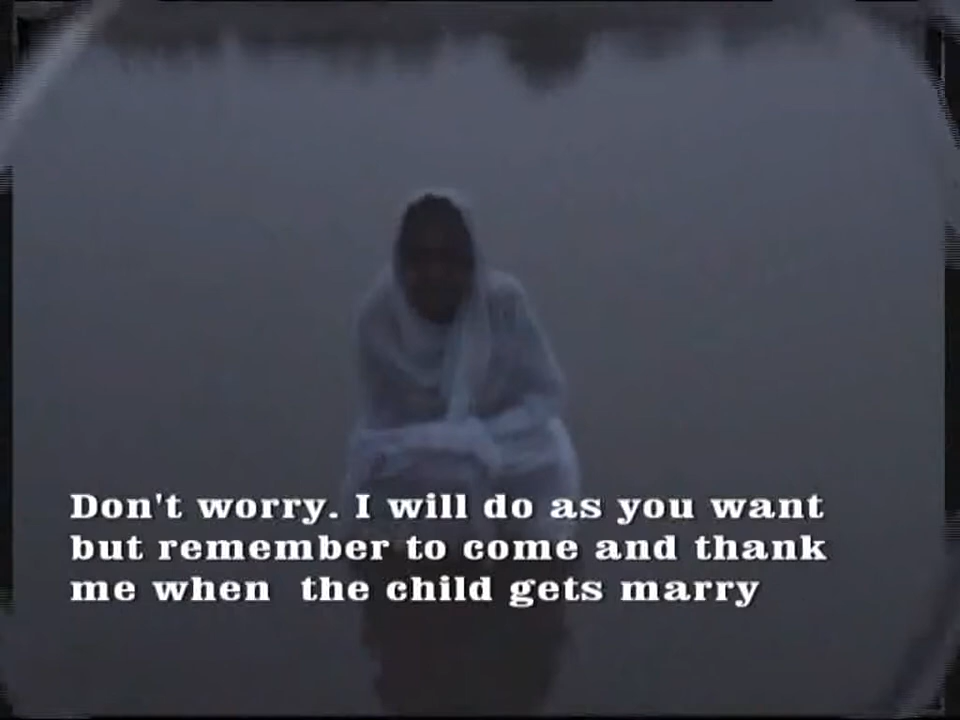 Don't worry. I will do as you want
but remember to come and thank
me when the child gets marry